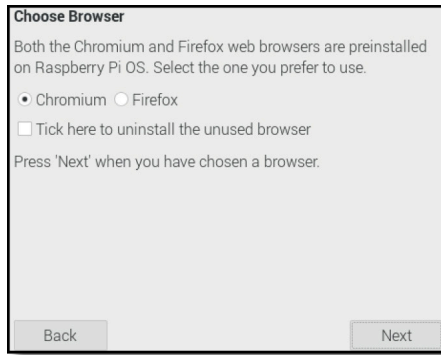 Choose Browser
Both the Chromium and Firefox web browsers are preinstalled
on Raspberry Pi OS. Select the one you prefer to use.
Chromium Firefox
Tick here to uninstall the unused browser
Press 'Next' when you have chosen a browser.
Back Next